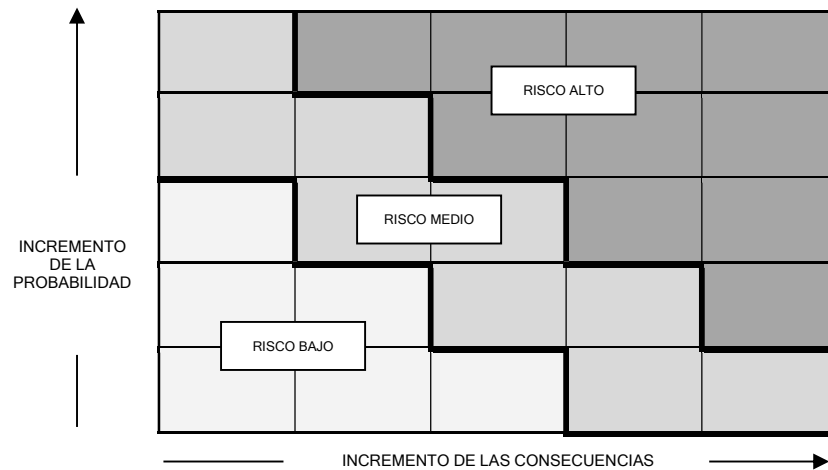 RISCO ALTO
RISCO MEDIO
INCREMENTO
DE LA
PROBABILIDAD
RISCO BAJO
INCREMENTO DE LAS CONSECUENCIAS